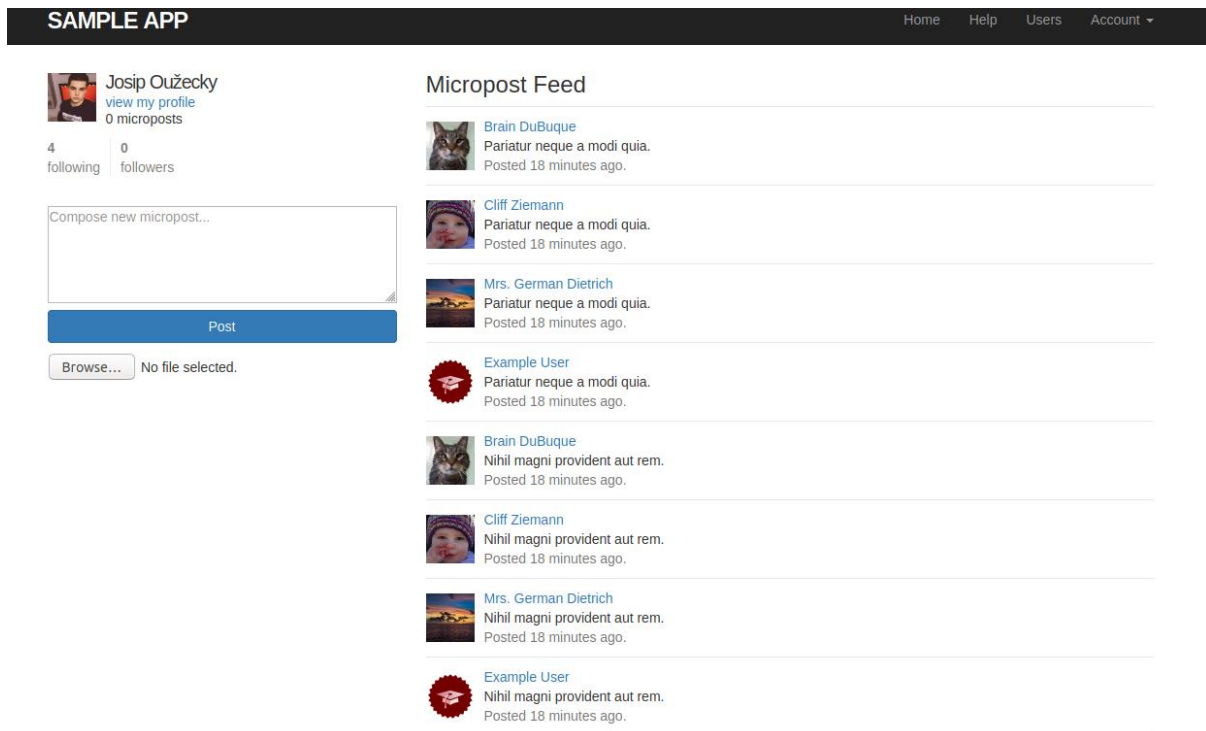 SAMPLE APP
Home Help Users Account
Josip Oužecky
view my profile
0 microposts
4 following
0 followers
Compose new micropost...
Post
Browse... No file selected.
Micropost Feed
Brain DuBuque
Pariatur neque a modi quia.
Posted 18 minutes ago.
Cliff Ziemann
Pariatur neque a modi quia.
Posted 18 minutes ago.
Mrs. German Dietrich
Pariatur neque a modi quia.
Posted 18 minutes ago.
Example User
Pariatur neque a modi quia.
Posted 18 minutes ago.
Brain DuBuque
Nihil magni provident aut rem.
Posted 18 minutes ago.
Cliff Ziemann
Nihil magni provident aut rem.
Posted 18 minutes ago.
Mrs. German Dietrich
Nihil magni provident aut rem.
Posted 18 minutes ago.
Example User
Nihil magni provident aut rem.
Posted 18 minutes ago.